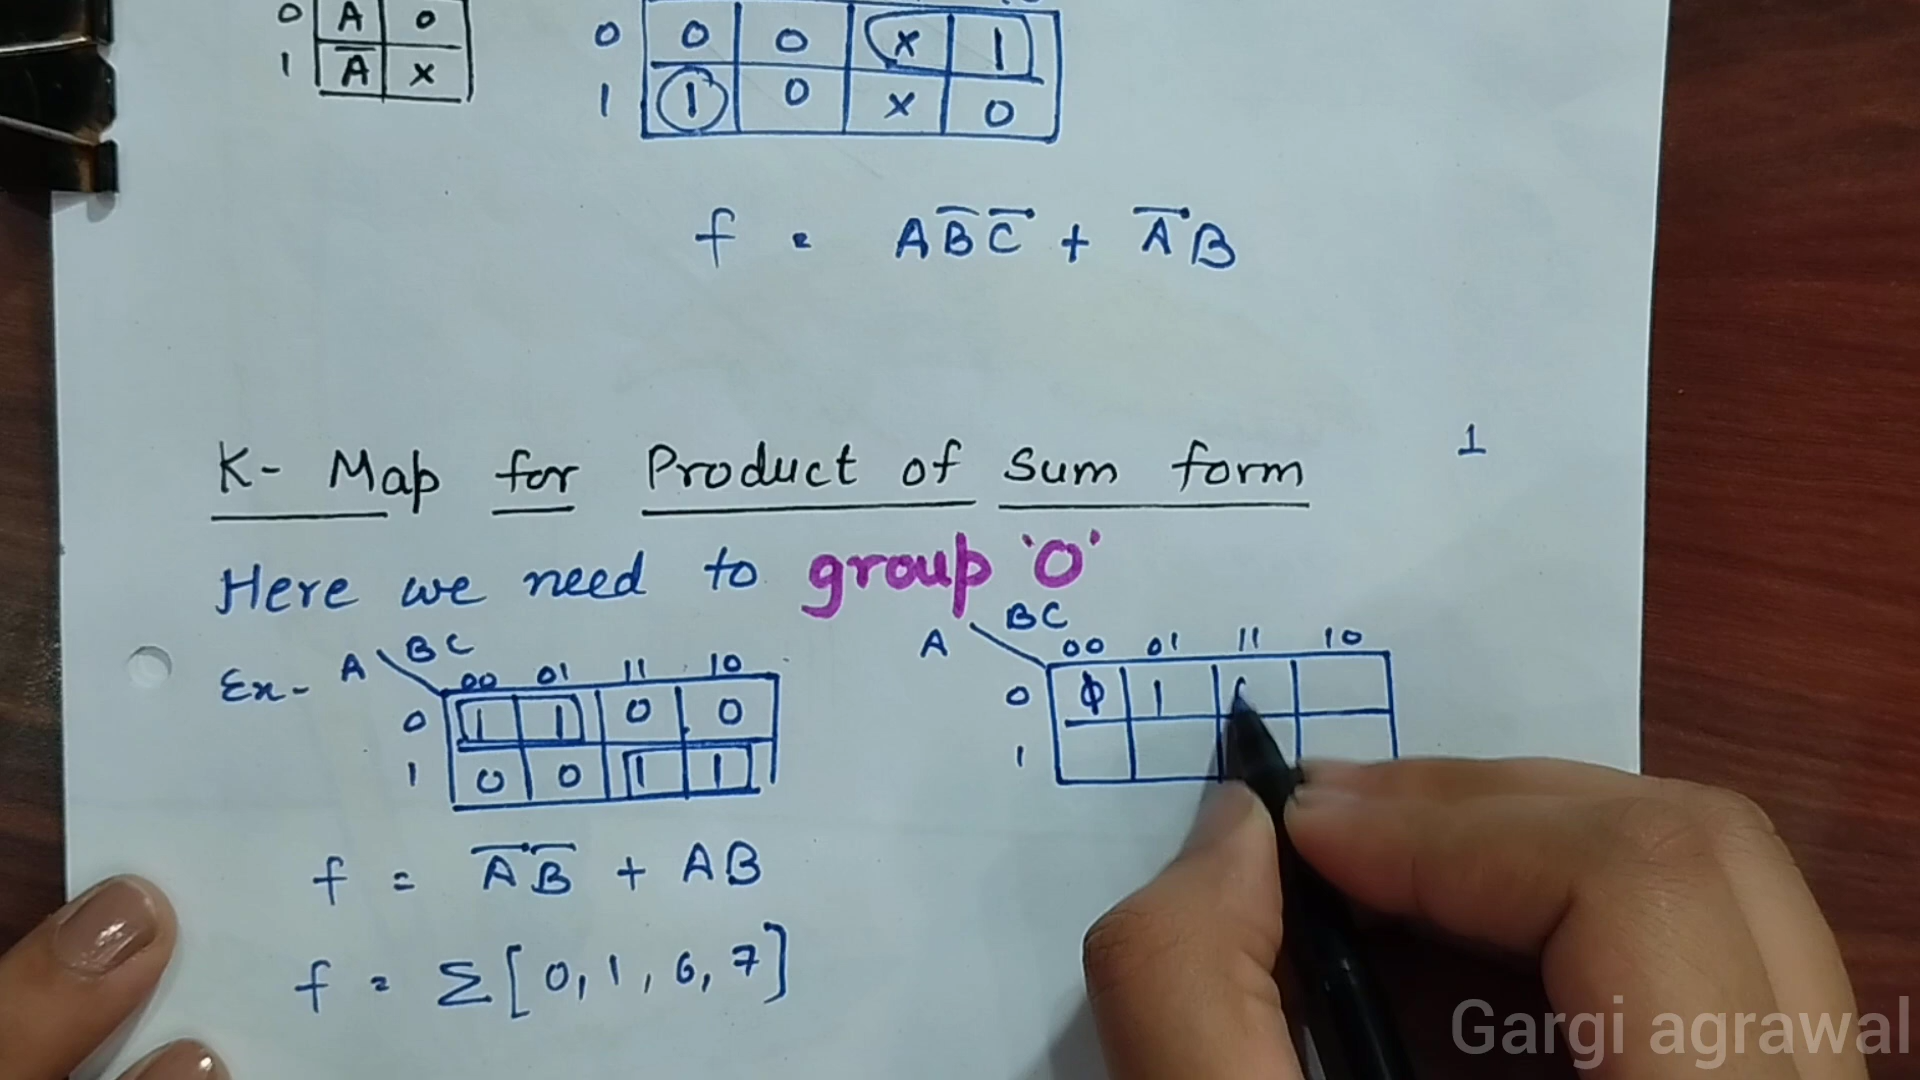 0 A 0
1 A̅ X
0 0 0 X 1
1 1 0 X 0
f = AB̅C̅ + A̅B
1
K- Map for Product of Sum form
Here we need to group '0'
Ex- A BC
00 01 11 10
0 1 1 0 0
1 0 0 1 1
f = A̅B̅ + AB
f = Σ[0,1,6,7]
A BC
00 01 11 10
0 1
1
Gargi agrawal